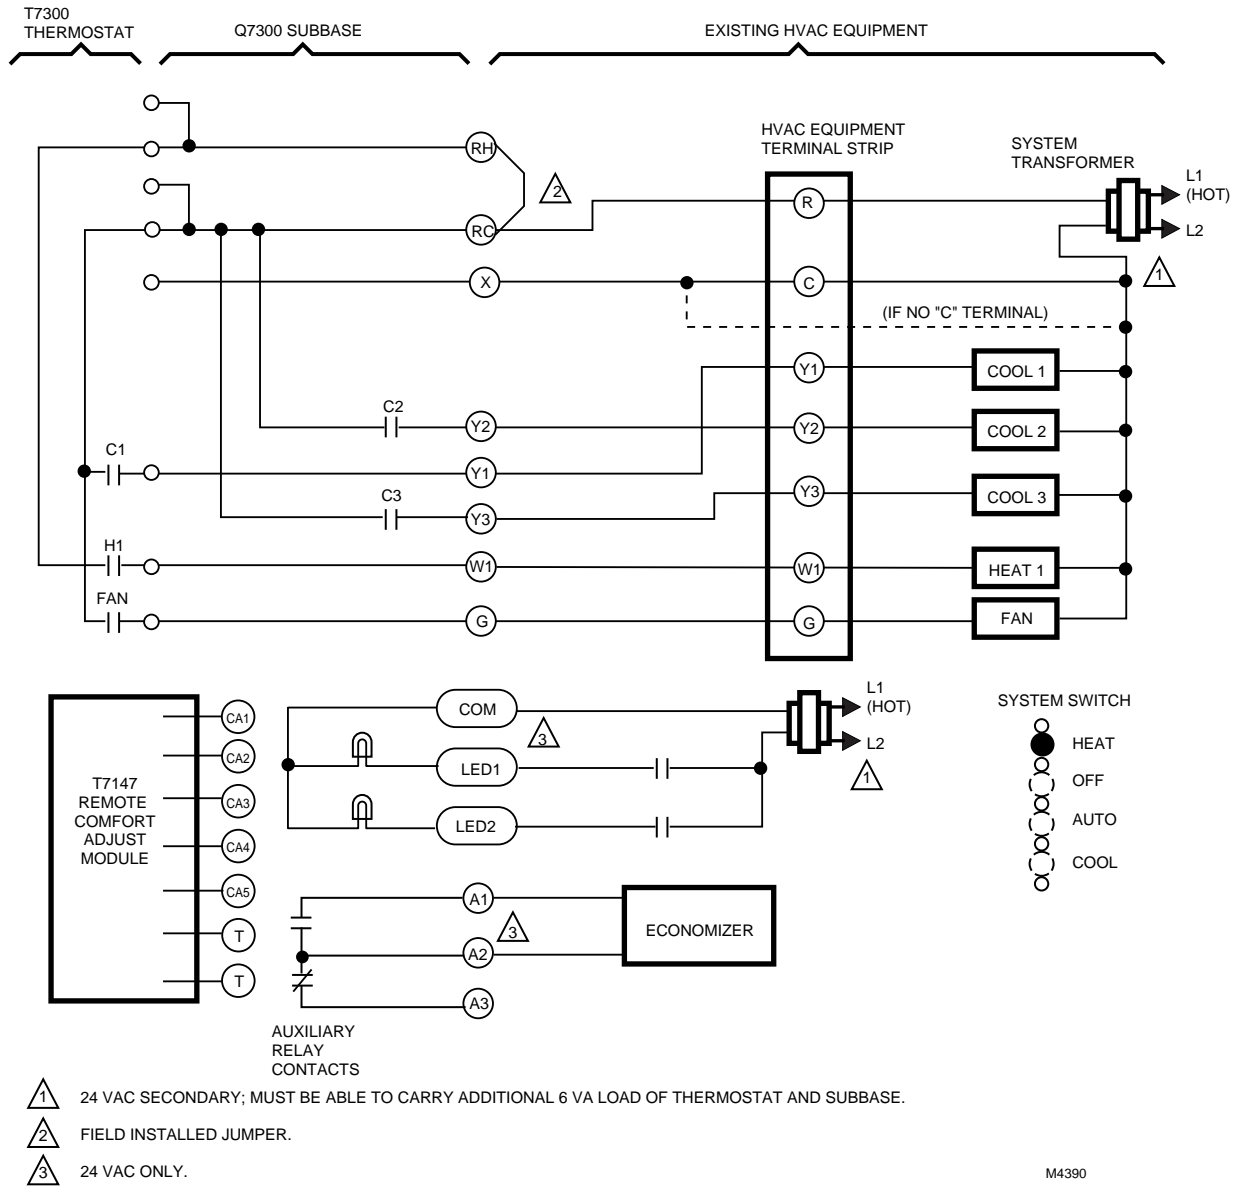 T7300
THERMOSTAT
Q7300 SUBBASE
EXISTING HVAC EQUIPMENT
HVAC EQUIPMENT
TERMINAL STRIP
SYSTEM
TRANSFORMER
L1
(HOT)
L2
1
RH
2
R
RC
X
C
(IF NO "C" TERMINAL)
Y1
COOL 1
C2
Y2
Y2
COOL 2
C1
Y1
C3
Y3
Y3
COOL 3
H1
W1
W1
HEAT 1
FAN
G
G
FAN
T7147
REMOTE
COMFORT
ADJUST
MODULE
CA1
CA2
CA3
CA4
CA5
T
T
COM
3
LED1
LED2
L1
(HOT)
L2
1
SYSTEM SWITCH
HEAT
OFF
AUTO
COOL
A1
3
A2
A3
ECONOMIZER
AUXILIARY
RELAY
CONTACTS
1 24 VAC SECONDARY; MUST BE ABLE TO CARRY ADDITIONAL 6 VA LOAD OF THERMOSTAT AND SUBBASE.
2 FIELD INSTALLED JUMPER.
3 24 VAC ONLY.
M4390